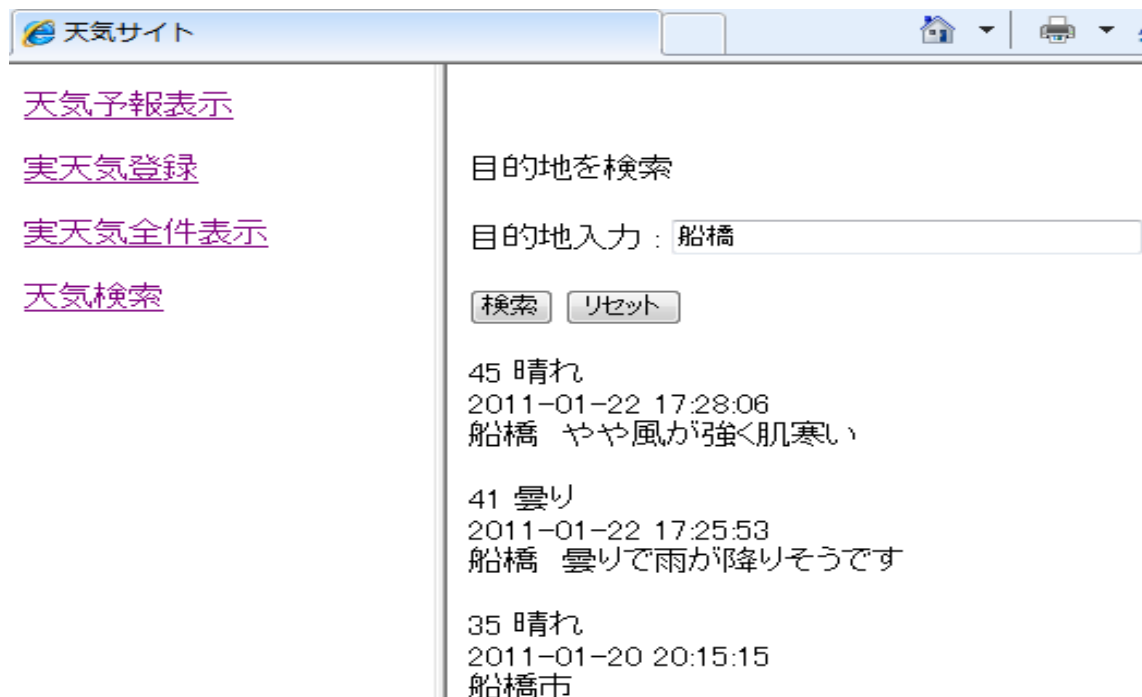 天気サイト
天気予報表示
実天気登録
実天気全件表示
天気検索
目的地を検索
目的地入力：船橋
検索 リセット
45 晴れ
2011-01-22 17:28:06
船橋　やや風が強く肌寒い
41 曇り
2011-01-22 17:25:53
船橋　曇りで雨が降りそうです
35 晴れ
2011-01-20 20:15:15
船橋市